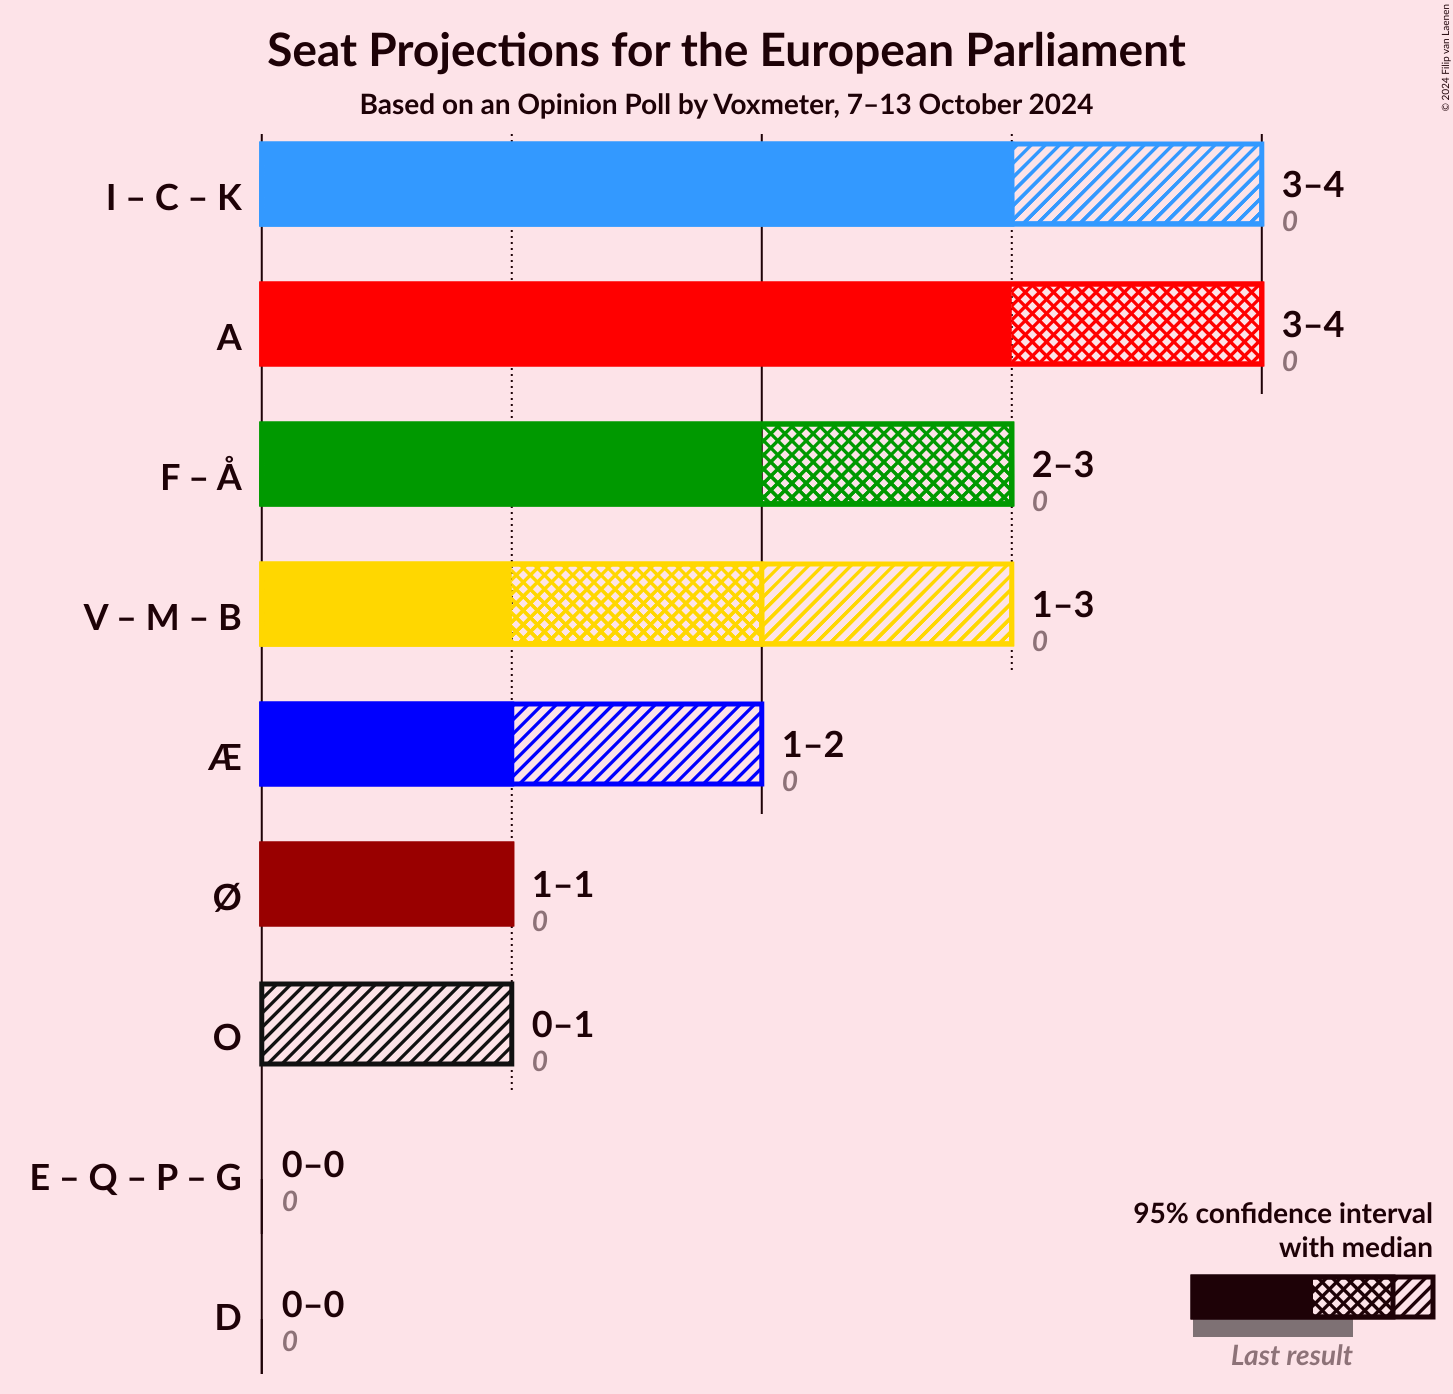 Seat Projections for the European Parliament
Based on an Opinion Poll by Voxmeter, 7–13 October 2024
© 2024 Filip van Laenen
I – C – K
3–4
0
A
3–4
0
F – Å
2–3
0
V – M – B
1–3
0
Æ
1–2
0
Ø
1–1
0
O
0–1
0
E – Q – P – G
0–0
0
D
0–0
0
95% confidence interval
with median
Last result